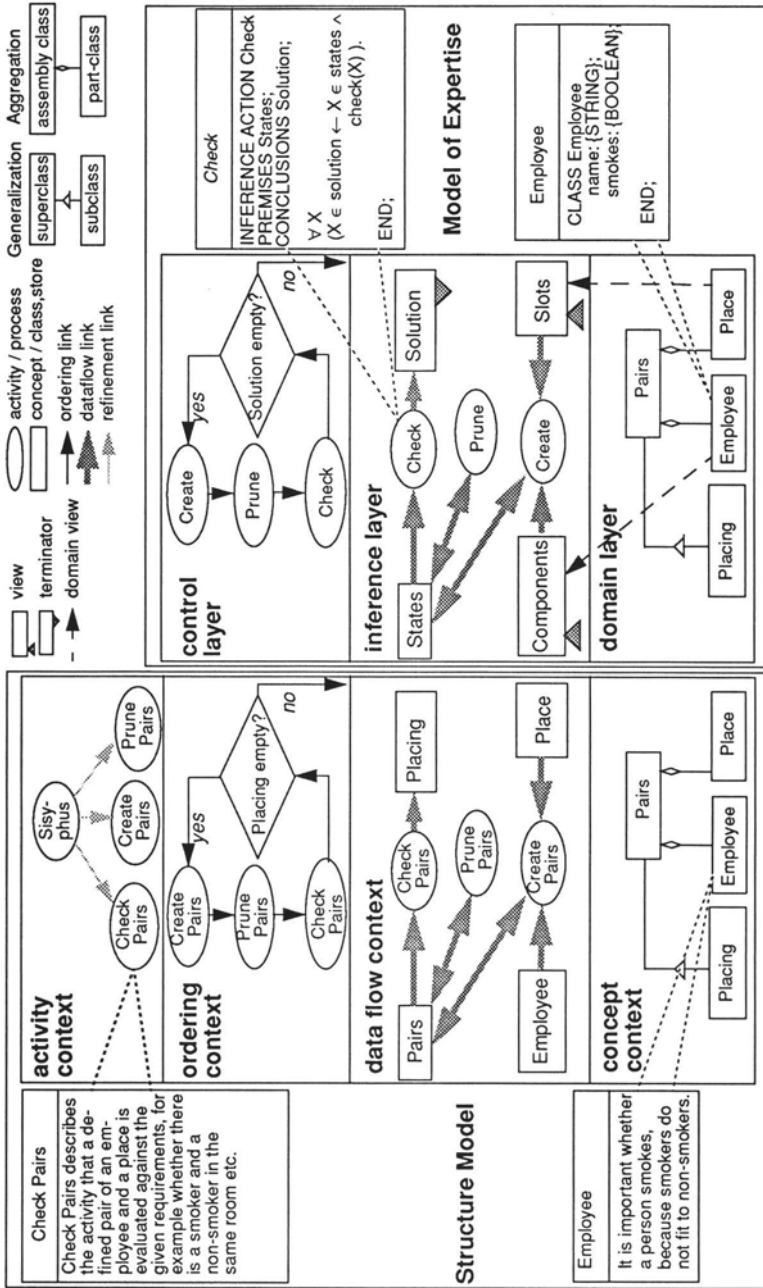 view
terminator
domain view
activity / process
concept / class,store
ordering link
dataflow link
refinement link
Generalization
superclass
subclass
Aggregation
assembly class
part-class
Check Pairs
Check Pairs describes
the activity that a de-
fined pair of an em-
ployee and a place is
evaluated against the
given requirements, for
example whether there
is a smoker and a
non-smoker in the
same room etc.
Structure Model
Employee
It is important whether
a person smokes,
because smokers do
not fit to non-smokers.
activity
context
Sisy-
phus
Check
Pairs
Create
Pairs
Prune
Pairs
ordering
context
Create
Pairs
Prune
Pairs
Check
Pairs
yes
Placing empty?
no
data flow context
Pairs
Check
Pairs
Placing
Prune
Pairs
Employee
Create
Pairs
Place
concept
context
Pairs
Placing
Employee
Place
control
layer
Create
Prune
Check
yes
Solution empty?
no
inference layer
States
Check
Solution
Prune
Components
Create
Slots
domain layer
Pairs
Placing
Employee
Place
Check
INFERENCE ACTION Check
PREMISES States;
CONCLUSIONS Solution;
∀ X
(X ∈ solution ← X ∈ states ∧
check(X) ).
END;
Model of Expertise
Employee
CLASS Employee
name: {STRING};
smokes: {BOOLEAN};
END;